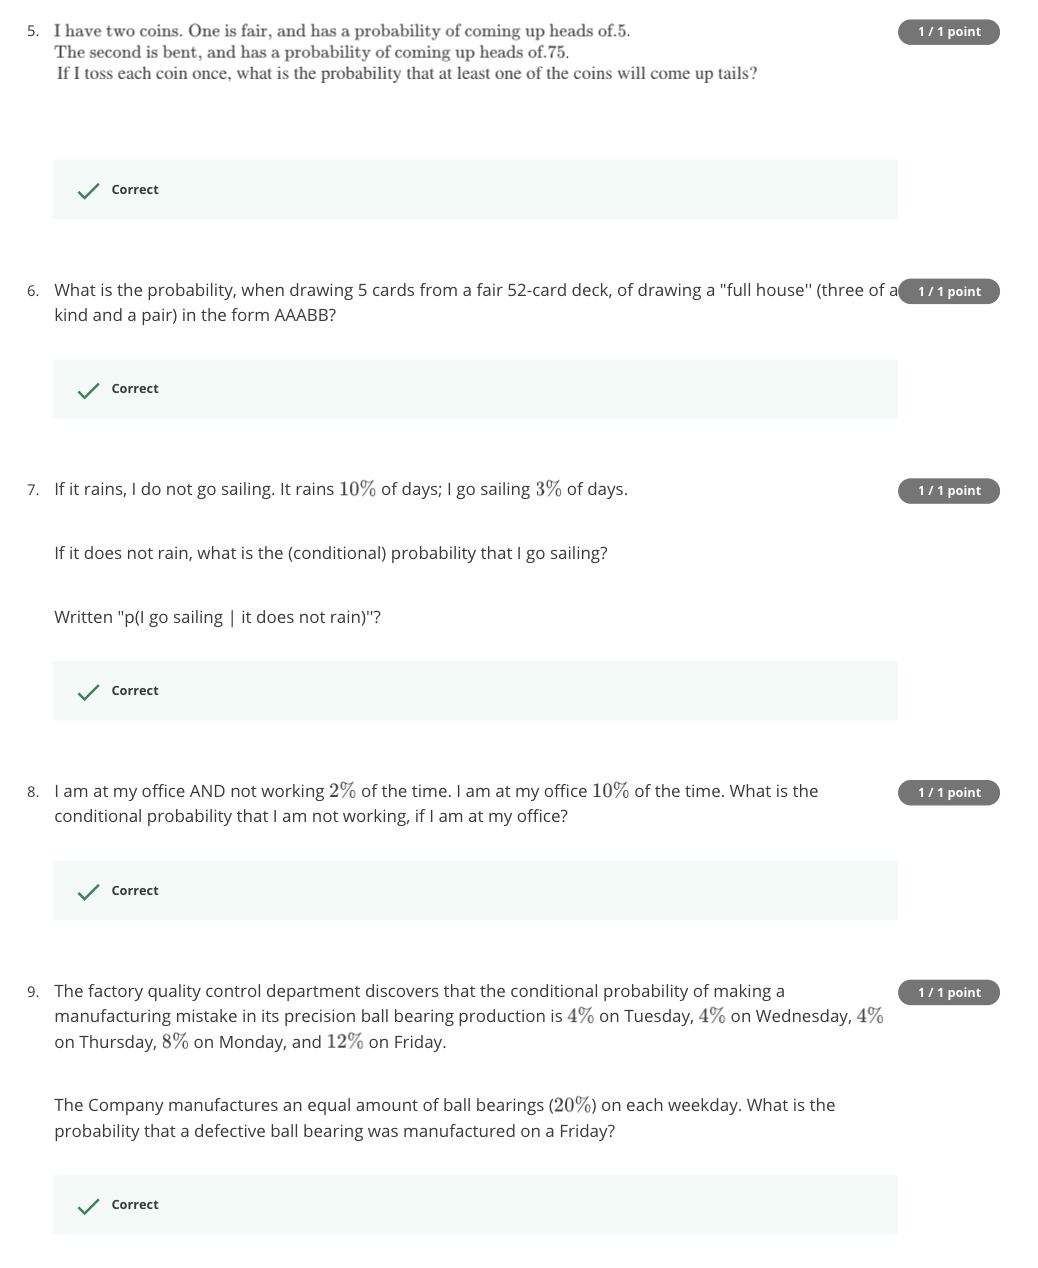 5. I have two coins. One is fair, and has a probability of coming up heads of.5. 1 / 1 point
The second is bent, and has a probability of coming up heads of.75.
If I toss each coin once, what is the probability that at least one of the coins will come up tails?
Correct
6. What is the probability, when drawing 5 cards from a fair 52-card deck, of drawing a "full house'' (three of a 1 / 1 point
kind and a pair) in the form AAABB?
Correct
7. If it rains, I do not go sailing. It rains 10% of days; I go sailing 3% of days. 1 / 1 point
If it does not rain, what is the (conditional) probability that I go sailing?
Written "p(I go sailing | it does not rain)''?
Correct
8. I am at my office AND not working 2% of the time. I am at my office 10% of the time. What is the 1 / 1 point
conditional probability that I am not working, if I am at my office?
Correct
9. The factory quality control department discovers that the conditional probability of making a 1 / 1 point
manufacturing mistake in its precision ball bearing production is 4% on Tuesday, 4% on Wednesday, 4%
on Thursday, 8% on Monday, and 12% on Friday.
The Company manufactures an equal amount of ball bearings (20%) on each weekday. What is the
probability that a defective ball bearing was manufactured on a Friday?
Correct